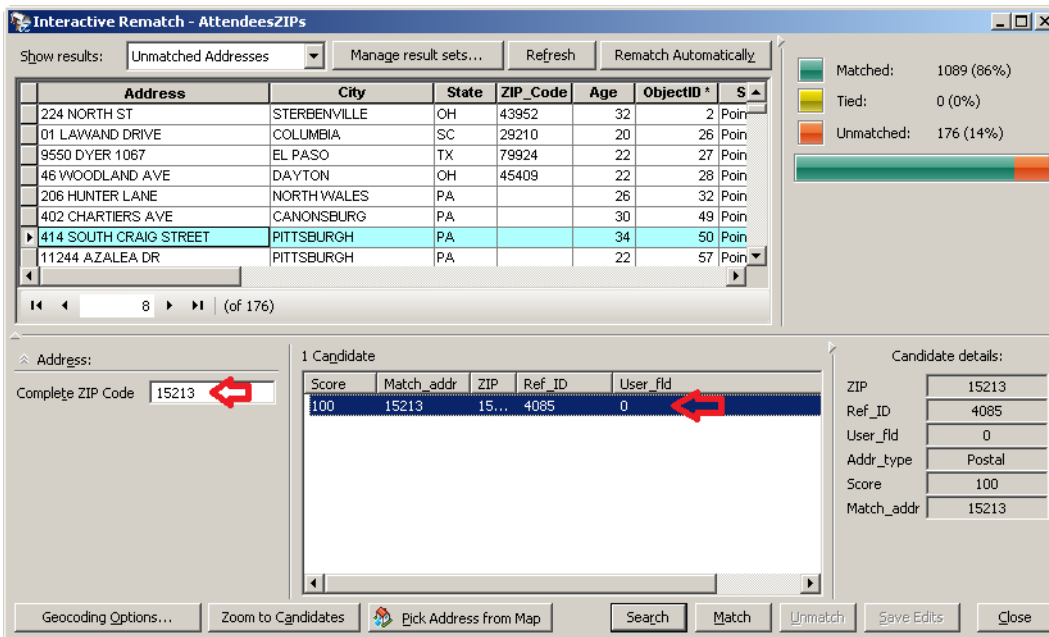 Interactive Rematch - AttendeesZIPs
Show results: Unmatched Addresses Manage result sets... Refresh Rematch Automatically
Address City State ZIP_Code Age ObjectID * S
224 NORTH ST STERBENVILLE OH 43952 32 2 Poin
01 LAWWAND DRIVE COLUMBIA SC 29210 20 26 Poin
9550 DYER 1067 EL PASO TX 79924 22 27 Poin
46 WOODLAND AVE DAYTON OH 45409 22 28 Poin
206 HUNTER LANE NORTH WALES PA 26 32 Poin
402 CHARTIERS AVE CANONSBURG PA 30 49 Poin
414 SOUTH CRAIG STREET PITTSBURGH PA 34 50 Poin
11244 AZALEA DR PITTSBURGH PA 22 57 Poin
8 (of 176)
Matched: 1089 (86%)
Tied: 0 (0%)
Unmatched: 176 (14%)
Address:
Complete ZIP Code 15213
1 Candidate
Score Match_addr ZIP Ref_ID User_fld
100 15213 15... 4085 0
Candidate details:
ZIP 15213
Ref_ID 4085
User_fld 0
Addr_type Postal
Score 100
Match_addr 15213
Geocoding Options... Zoom to Candidates Pick Address from Map Search Match Unmatch Save Edits Close